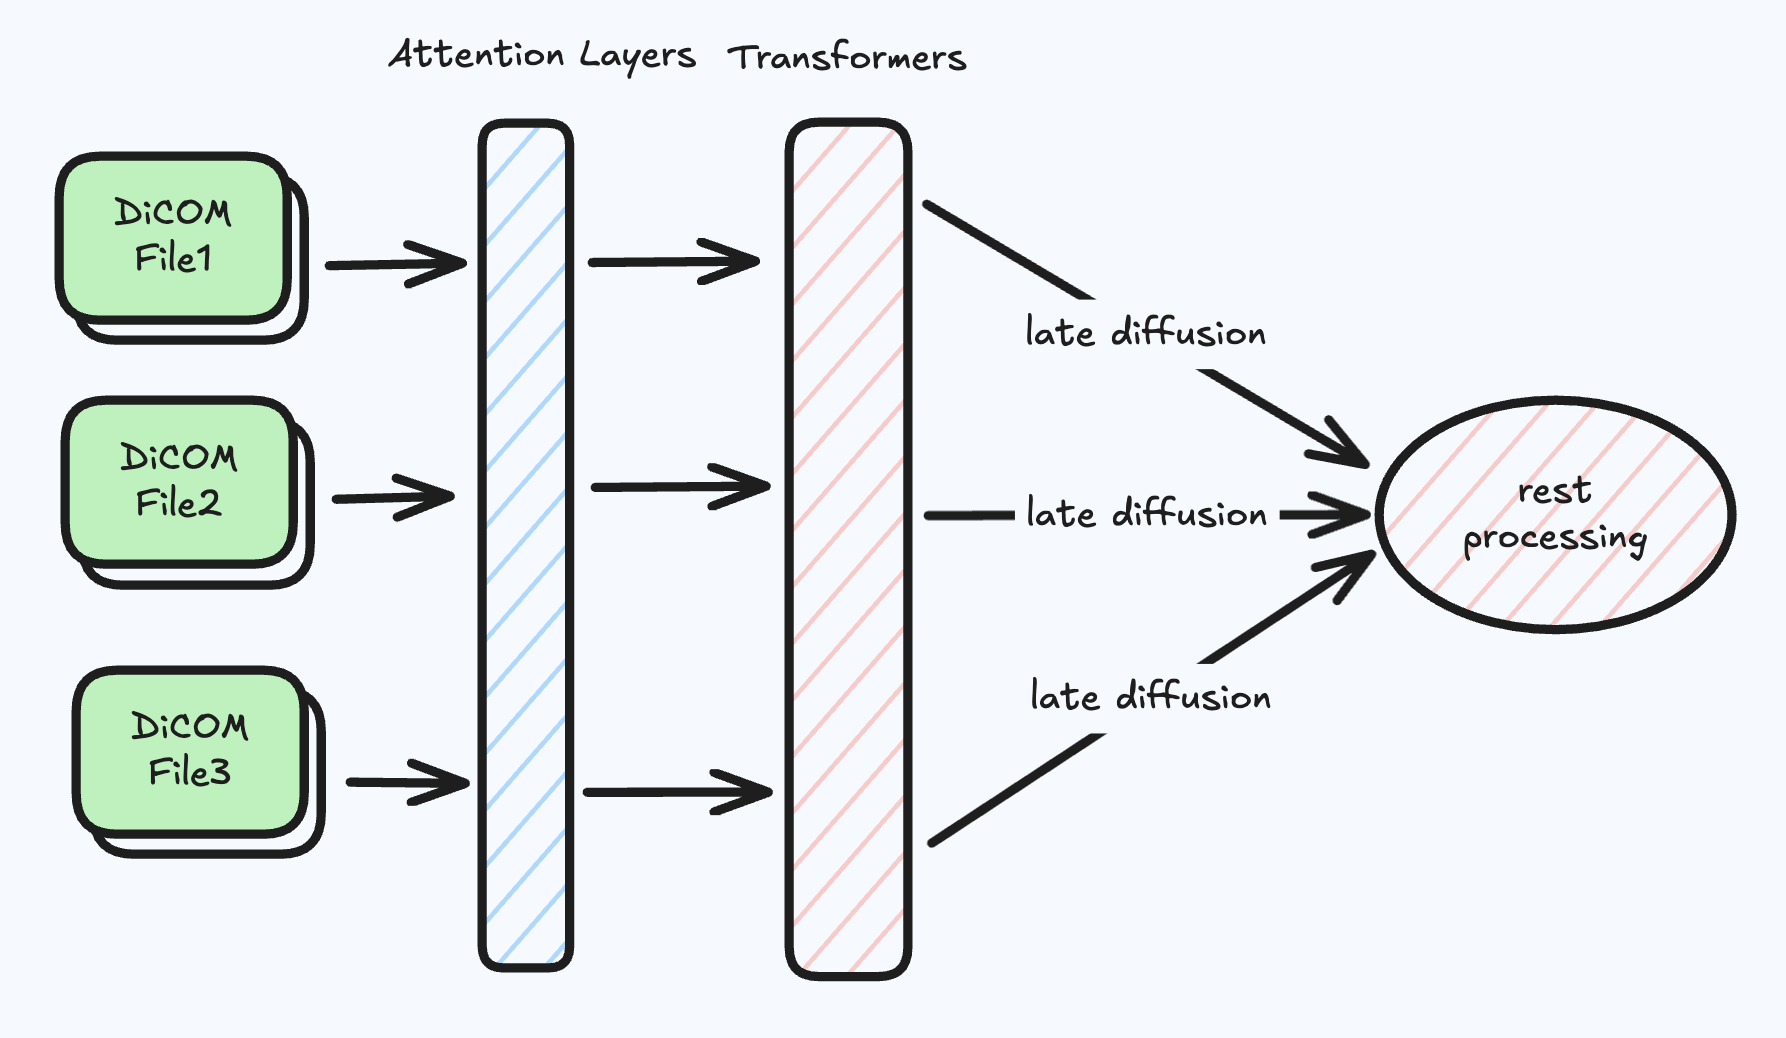 Attention Layers
Transformers
DiCOM
File1
DiCOM
File2
DiCOM
File3
late diffusion
late diffusion
late diffusion
rest
processing